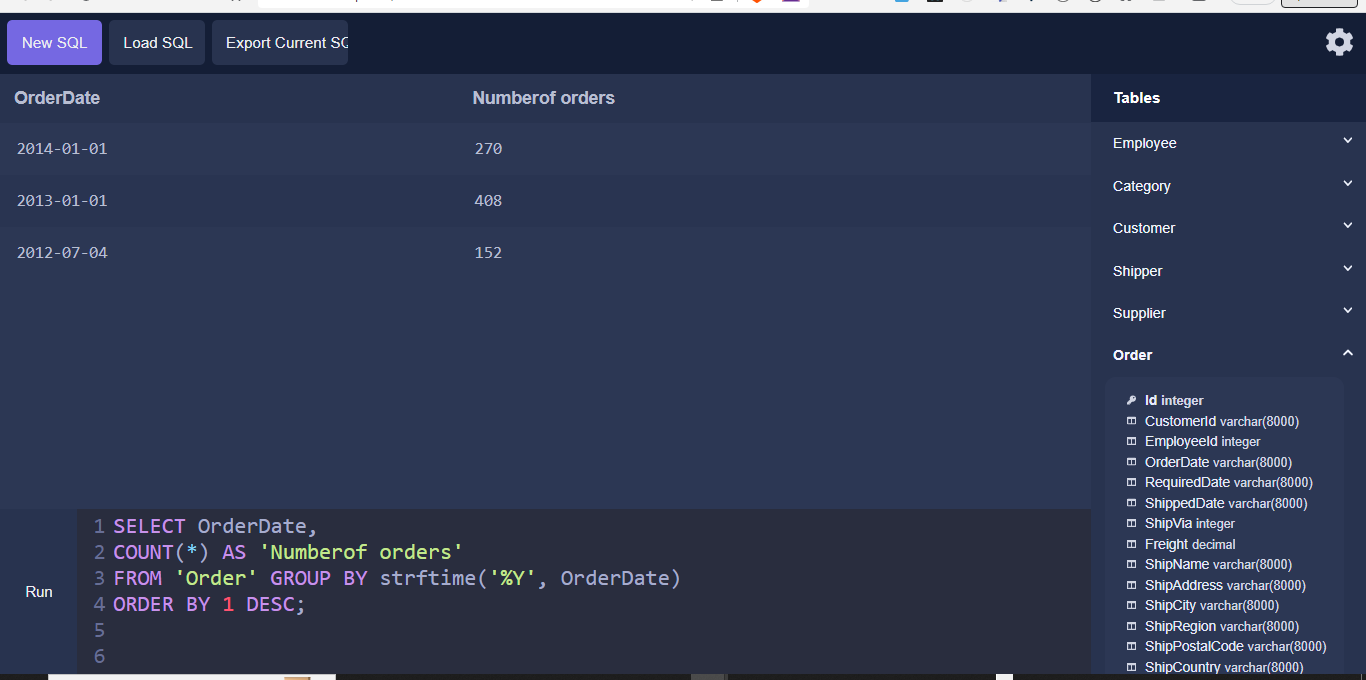 New SQL Load SQL Export Current SQ
OrderDate Numberof orders
2014-01-01 270
2013-01-01 408
2012-07-04 152
Tables
Employee
Category
Customer
Shipper
Supplier
Order
Id integer
CustomerId varchar(8000)
EmployeeId integer
OrderDate varchar(8000)
RequiredDate varchar(8000)
ShippedDate varchar(8000)
ShipVia integer
Freight decimal
ShipName varchar(8000)
ShipAddress varchar(8000)
ShipCity varchar(8000)
ShipRegion varchar(8000)
ShipPostalCode varchar(8000)
ShipCountry varchar(8000)
Run
1 SELECT OrderDate,
2 COUNT(*) AS 'Numberof orders'
3 FROM 'Order' GROUP BY strftime('%Y', OrderDate)
4 ORDER BY 1 DESC;
5
6